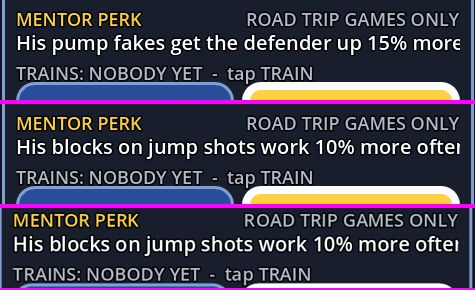 MENTOR PERK ROAD TRIP GAMES ONLY
His pump fakes get the defender up 15% more
TRAINS: NOBODY YET - tap TRAIN
MENTOR PERK ROAD TRIP GAMES ONLY
His blocks on jump shots work 10% more often
TRAINS: NOBODY YET - tap TRAIN
MENTOR PERK ROAD TRIP GAMES ONLY
His blocks on jump shots work 10% more often
TRAINS: NOBODY YET - tap TRAIN